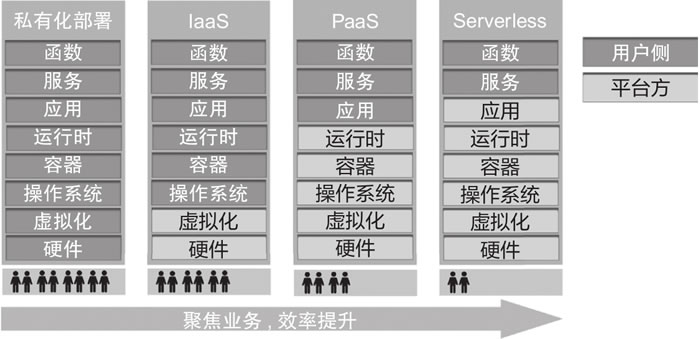 私有化部署
函数
服务
应用
运行时
容器
操作系统
虚拟化
硬件
IaaS
函数
服务
应用
运行时
容器
操作系统
虚拟化
硬件
PaaS
函数
服务
应用
运行时
容器
操作系统
虚拟化
硬件
Serverless
函数
服务
应用
运行时
容器
操作系统
虚拟化
硬件
用户侧
平台方
聚焦业务,效率提升